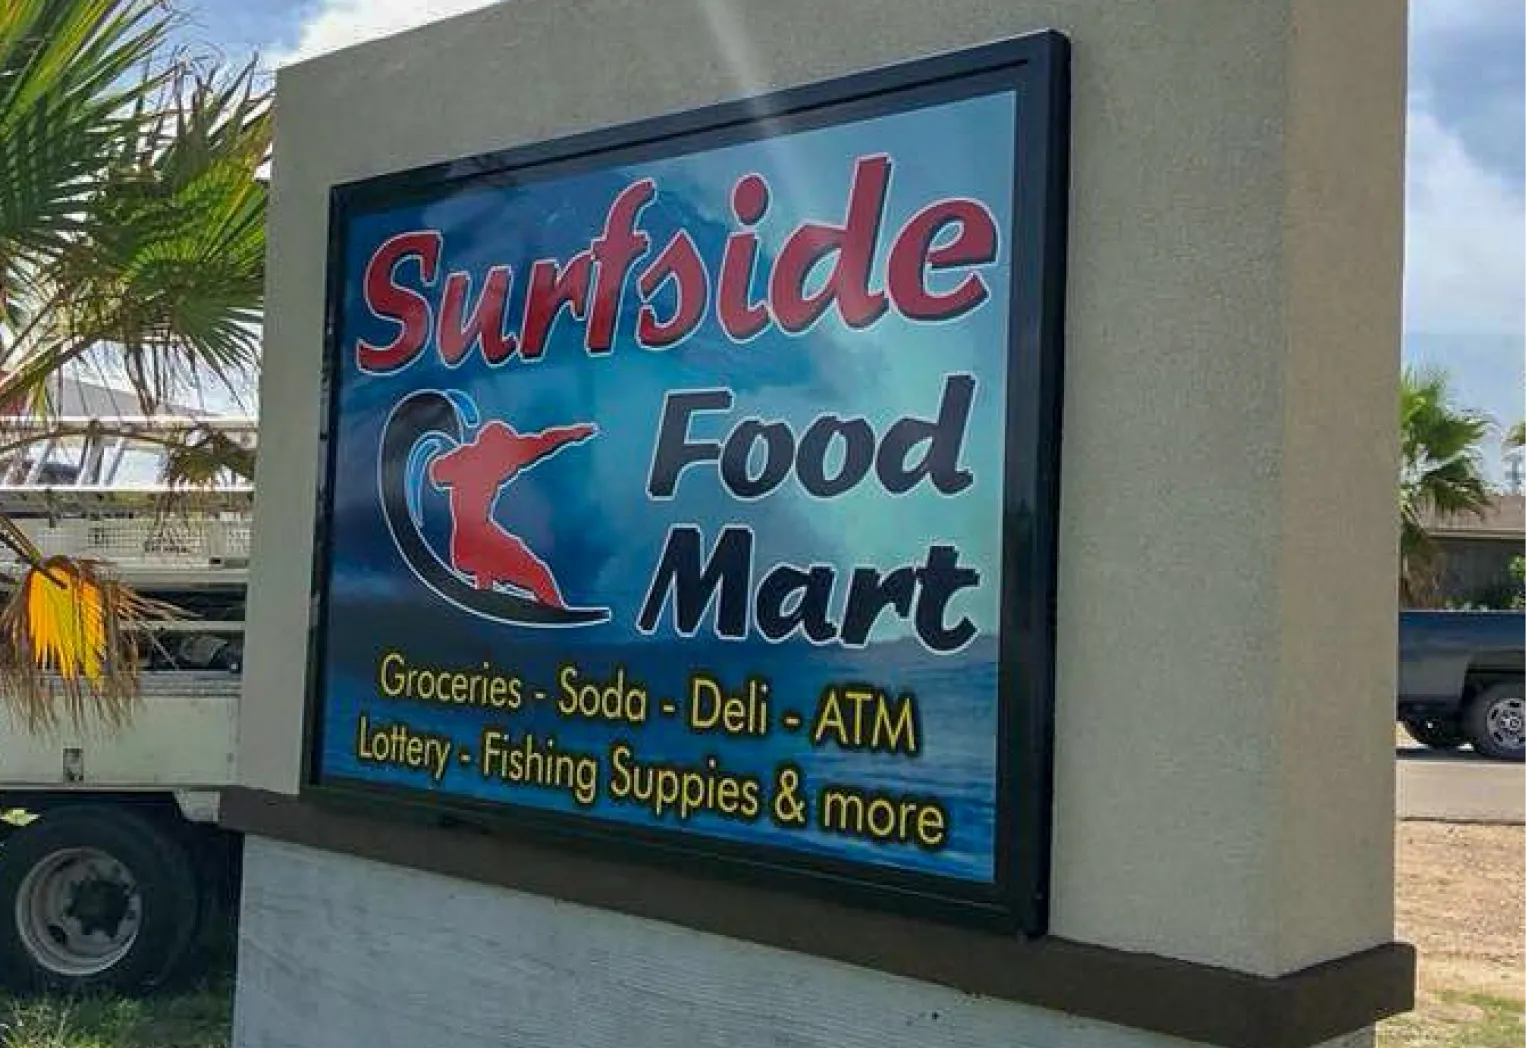 Surfside
Food
Mart
Groceries - Soda - Deli - ATM
Lottery - Fishing Suppies & more